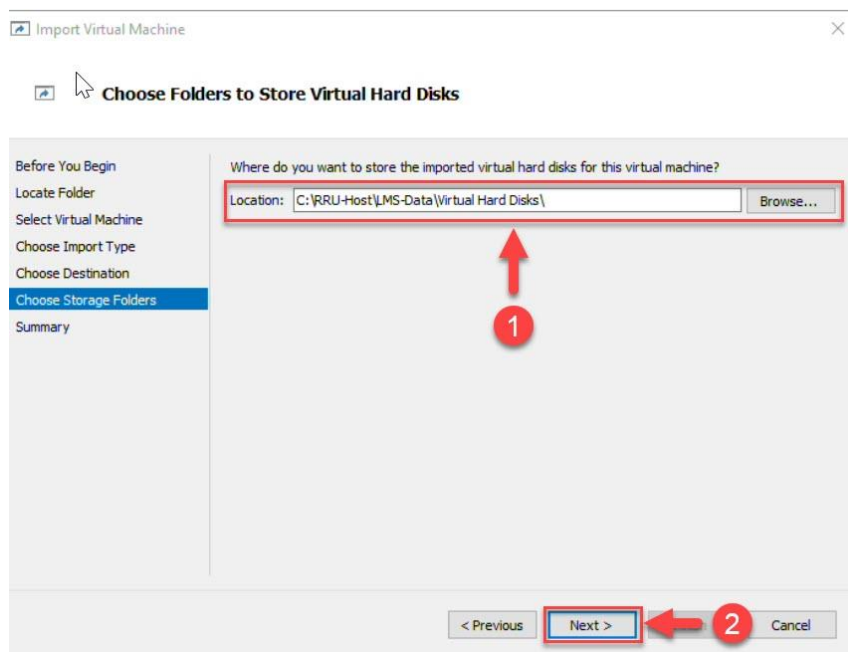 Import Virtual Machine
Choose Folders to Store Virtual Hard Disks
Before You Begin
Locate Folder
Select Virtual Machine
Choose Import Type
Choose Destination
Choose Storage Folders
Summary
Where do you want to store the imported virtual hard disks for this virtual machine?
Location: C:\RRU-Host\LMS-Data\Virtual Hard Disks\ Browse...
1
< Previous Next > 2 Cancel